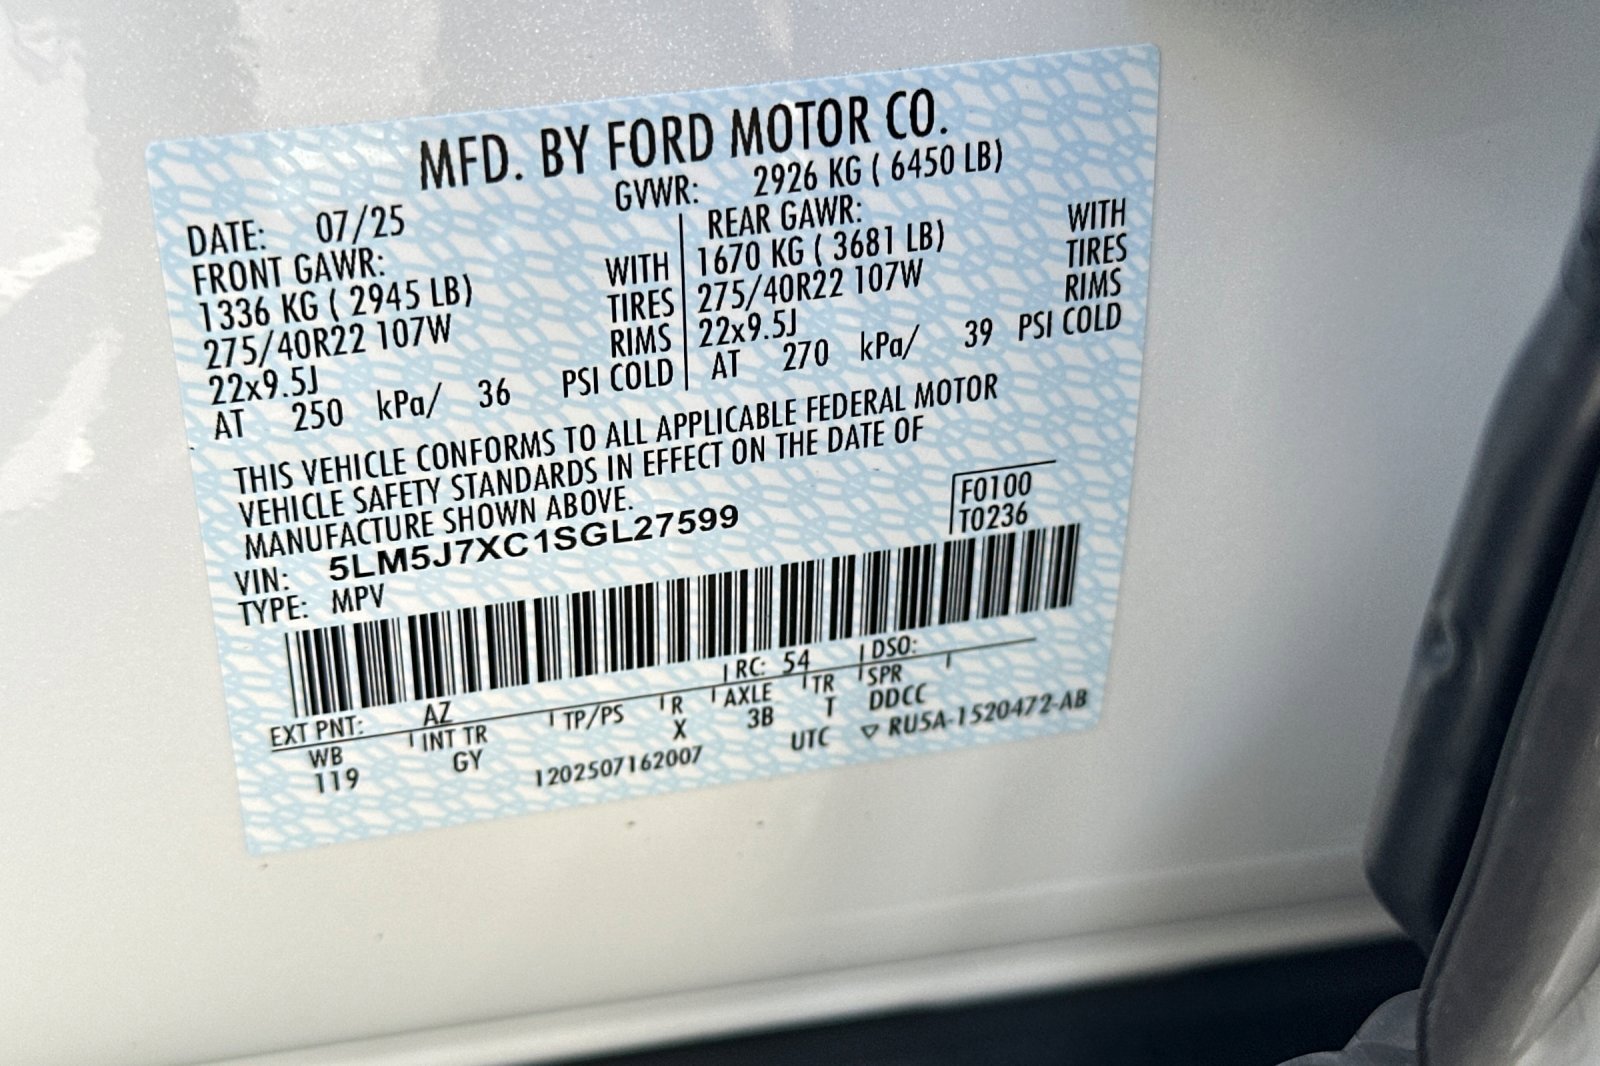 MFD. BY FORD MOTOR CO.
DATE: 07/25 GVWR: 2926 KG ( 6450 LB)
FRONT GAWR: REAR GAWR:
1336 KG ( 2945 LB) WITH 1670 KG ( 3681 LB) WITH
275/40R22 107W TIRES 275/40R22 107W TIRES
22x9.5J RIMS 22x9.5J RIMS
AT 250 kPa/ 36 PSI COLD AT 270 kPa/ 39 PSI COLD
THIS VEHICLE CONFORMS TO ALL APPLICABLE FEDERAL MOTOR
VEHICLE SAFETY STANDARDS IN EFFECT ON THE DATE OF
MANUFACTURE SHOWN ABOVE.
VIN: 5LM5J7XC1SGL27599 F0100
TYPE: MPV T0236
EXT PNT: AZ RC: 54 DSO:
WB INT TR TP/PS R AXLE TR SPR
119 GY X 3B T DDCC
1202507162007 UTC ▽ RU5A-1520472-AB